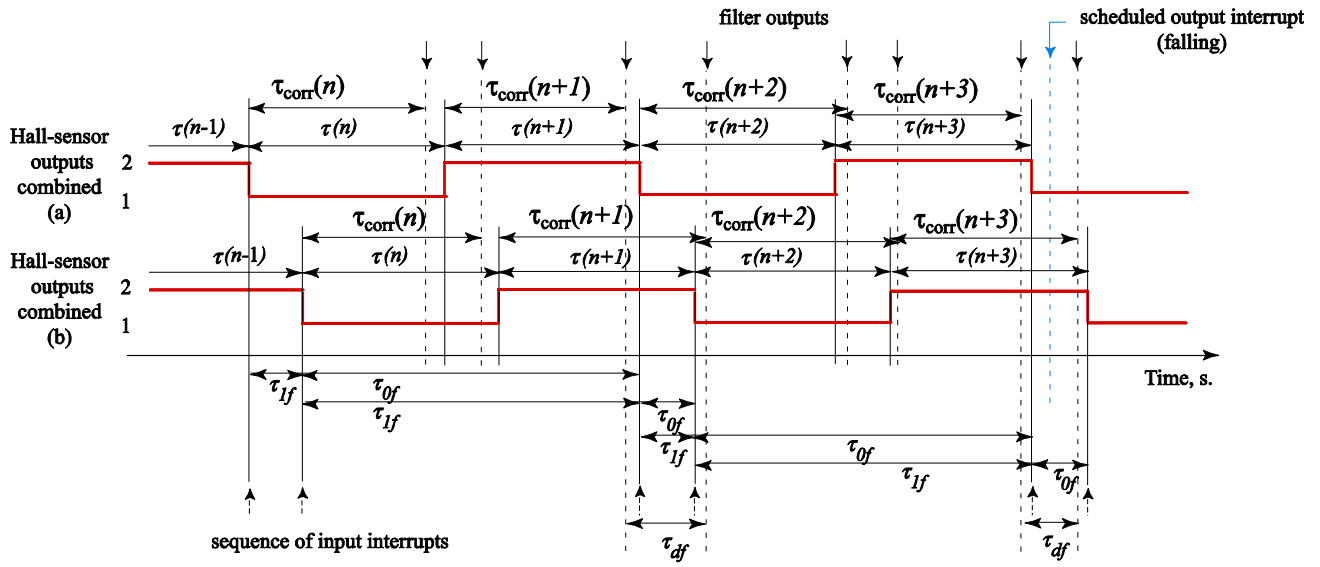 filter outputs
scheduled output interrupt
(falling)
τcorr(n)
τcorr(n+1)
τcorr(n+2)
τcorr(n+3)
Hall-sensor
outputs
combined
(a)
2
1
τ(n-1)
τ(n)
τ(n+1)
τ(n+2)
τ(n+3)
τcorr(n)
τcorr(n+1)
τcorr(n+2)
τcorr(n+3)
Hall-sensor
outputs
combined
(b)
2
1
τ(n-1)
τ(n)
τ(n+1)
τ(n+2)
τ(n+3)
Time, s.
τ1f
τ0f
τ1f
τ0f
τ1f
τ0f
τ1f
τ0f
sequence of input interrupts
τdf
τdf